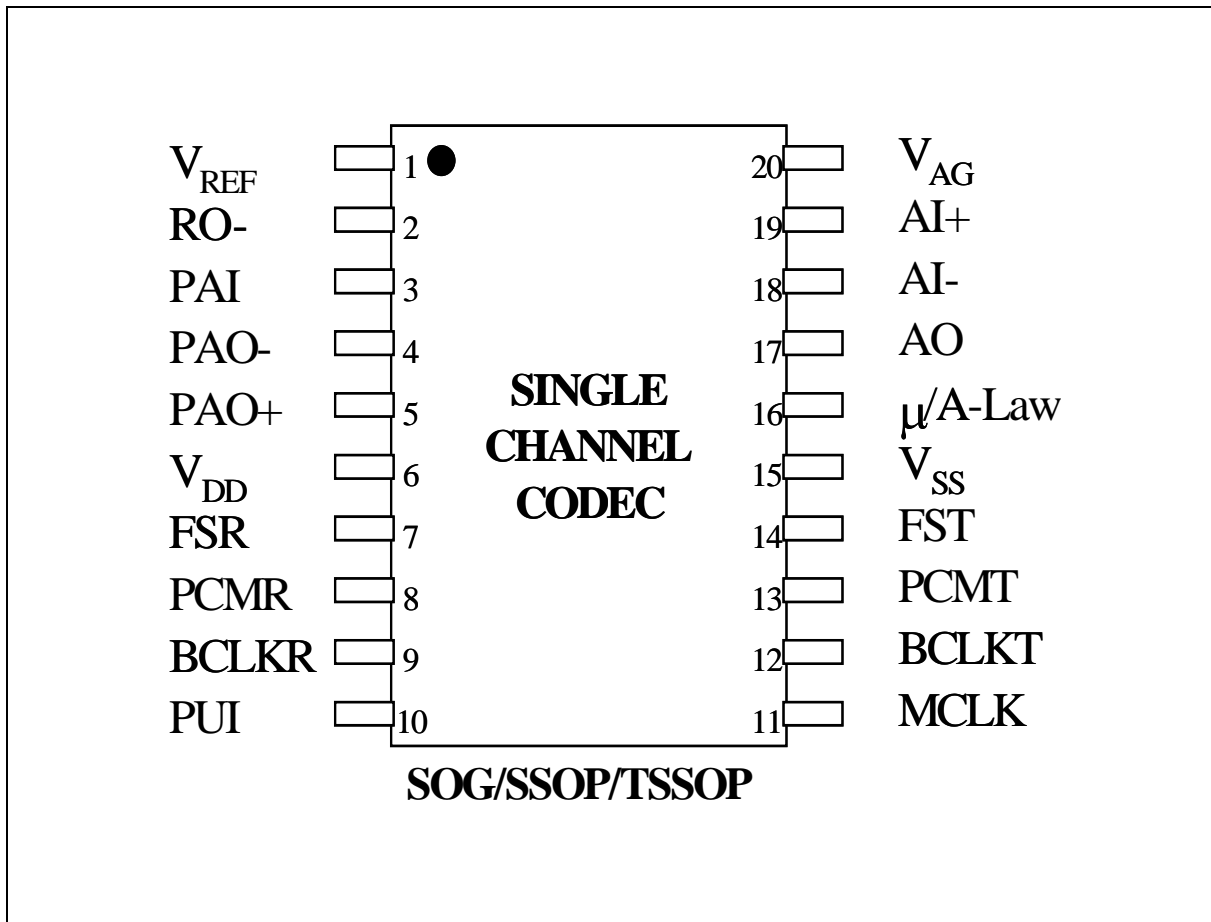 VREF 1 20 VAG
RO- 2 19 AI+
PAI 3 18 AI-
PAO- 4 17 AO
PAO+ 5 16 μ/A-Law
VDD 6 15 VSS
FSR 7 14 FST
PCMR 8 13 PCMT
BCLKR 9 12 BCLKT
PUI 10 11 MCLK
SINGLE
CHANNEL
CODEC
SOG/SSOP/TSSOP